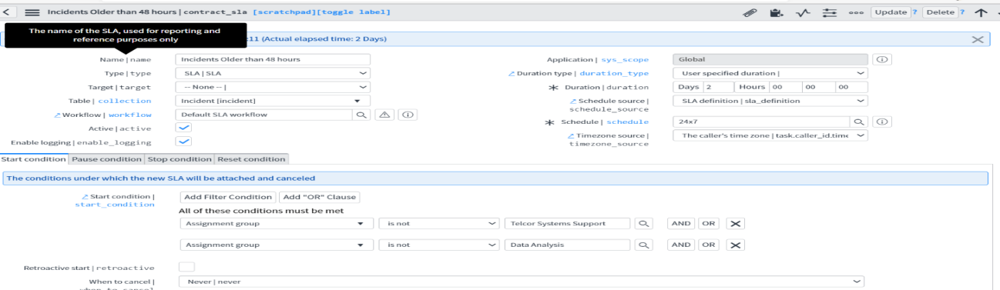 Incidents Older than 48 hours | contract_sla [scratchpad][toggle label]
Update ? Delete ?
The name of the SLA, used for reporting and
reference purposes only
:11 (Actual elapsed time: 2 Days)
Name | name Incidents Older than 48 hours
Application | sys_scope Global
Type | type SLA | SLA
Duration type | duration_type User specified duration |
Target | target -- None -- |
Duration | duration Days 2 Hours 00 00 00
Table | collection Incident [incident]
Schedule source | schedule_source SLA definition | sla_definition
Workflow | workflow Default SLA workflow
Schedule | schedule 24x7
Active | active
Timezone source | timezone_source The caller's time zone | task.caller_id.time
Enable logging | enable_logging
Start condition Pause condition Stop condition Reset condition
The conditions under which the new SLA will be attached and canceled
Start condition | start_condition Add Filter Condition Add "OR" Clause
All of these conditions must be met
Assignment group is not Telcor Systems Support AND OR
Assignment group is not Data Analysis AND OR
Retroactive start | retroactive
When to cancel | Never | never